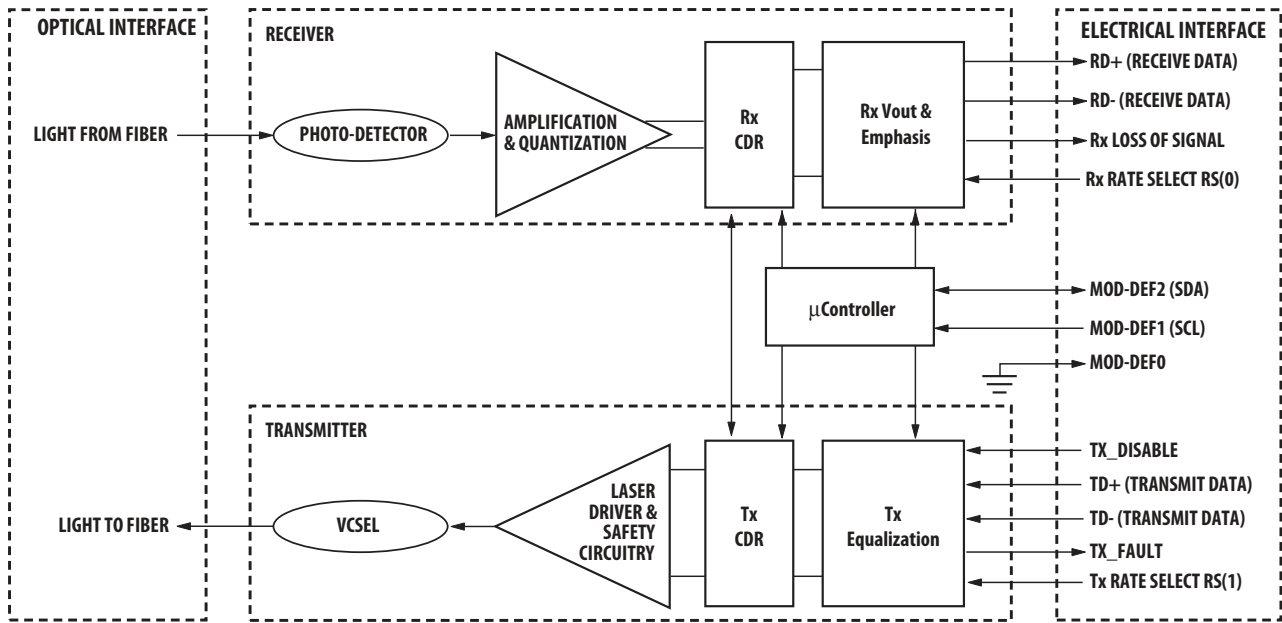 OPTICAL INTERFACE
LIGHT FROM FIBER
LIGHT TO FIBER
RECEIVER
PHOTO-DETECTOR
AMPLIFICATION
& QUANTIZATION
Rx
CDR
Rx Vout &
Emphasis
μController
TRANSMITTER
VCSEL
LASER
DRIVER &
SAFETY
CIRCUITRY
Tx
CDR
Tx
Equalization
ELECTRICAL INTERFACE
RD+ (RECEIVE DATA)
RD- (RECEIVE DATA)
Rx LOSS OF SIGNAL
Rx RATE SELECT RS(0)
MOD-DEF2 (SDA)
MOD-DEF1 (SCL)
MOD-DEF0
TX_DISABLE
TD+ (TRANSMIT DATA)
TD- (TRANSMIT DATA)
TX_FAULT
Tx RATE SELECT RS(1)